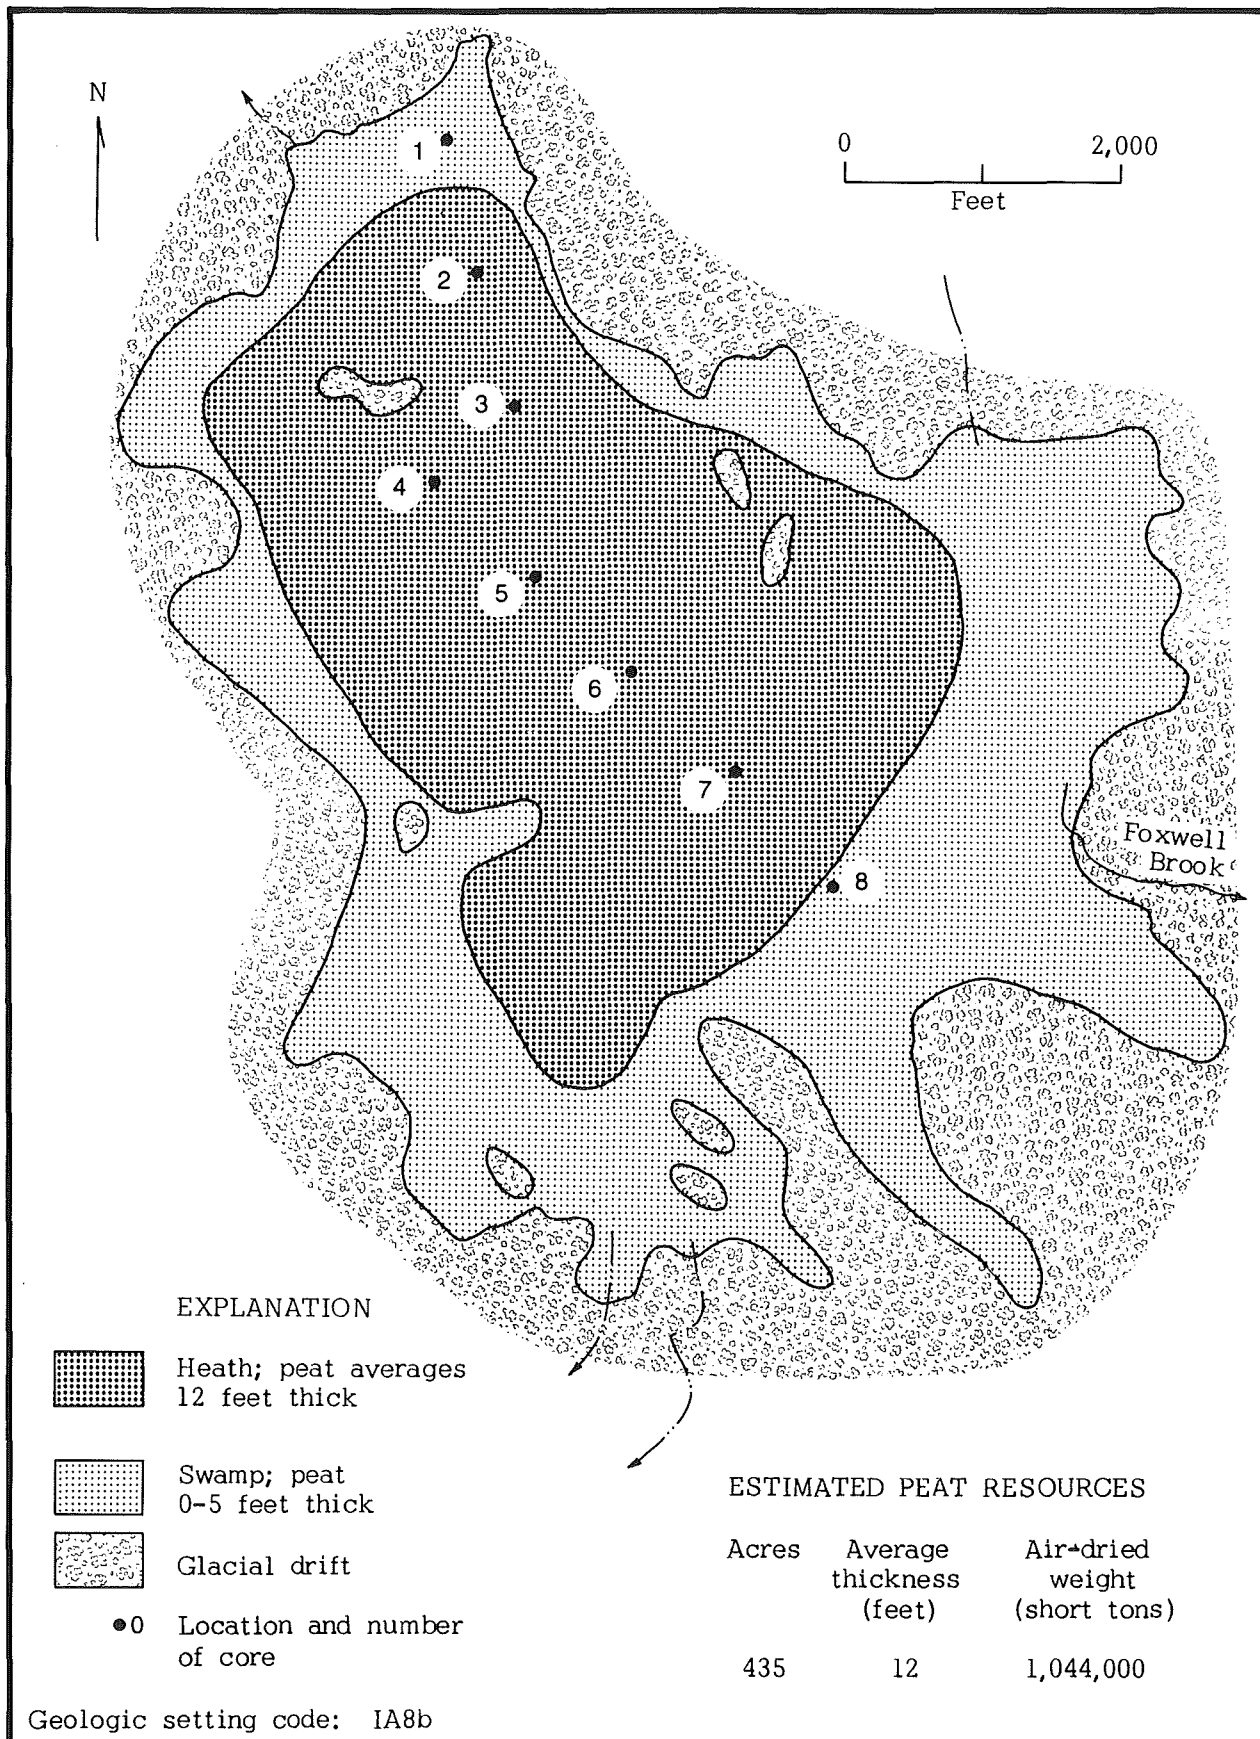 N
0 2,000
Feet
1
2
3
4
5
6
7
8
Foxwell
Brook
EXPLANATION
Heath; peat averages
12 feet thick
Swamp; peat
0-5 feet thick
Glacial drift
0 Location and number
of core
ESTIMATED PEAT RESOURCES
Acres Average Air-dried
thickness weight
(feet) (short tons)
435 12 1,044,000
Geologic setting code: IA8b